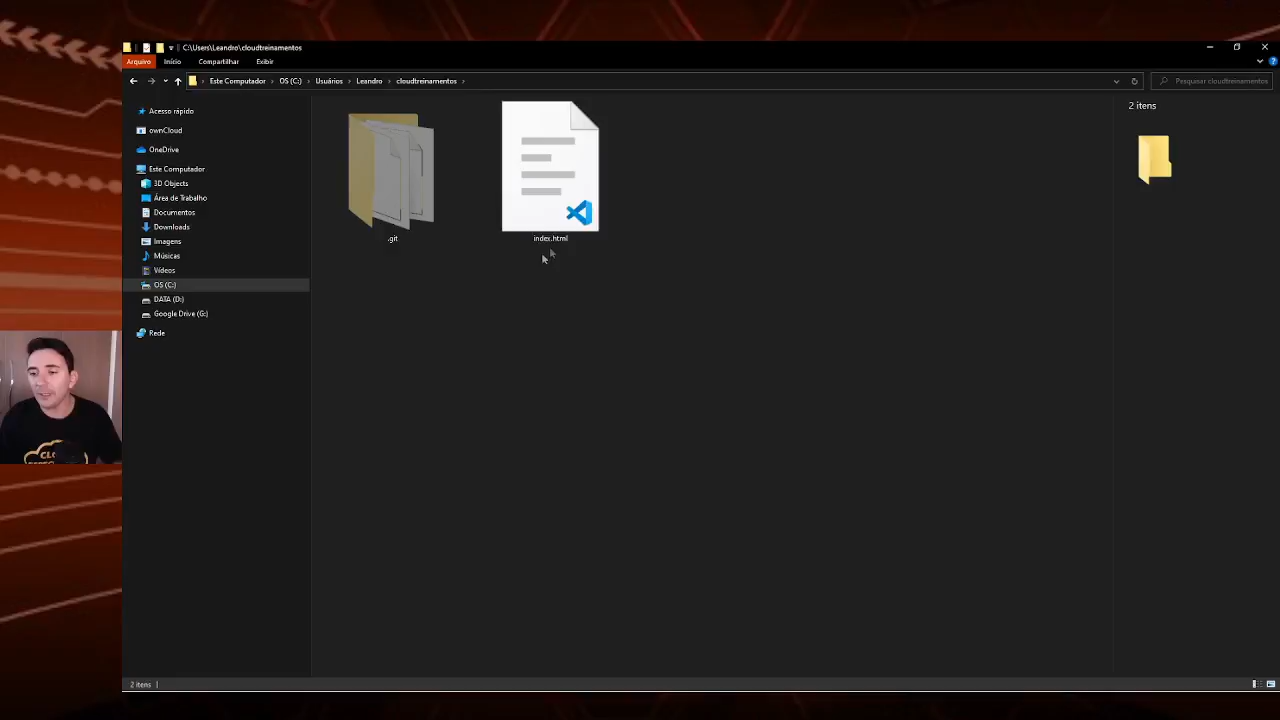 C:\Users\Leandro\cloudtreinamentos
Arquivo Início Compartilhar Exibir
Este Computador OS (C:) Usuários Leandro cloudtreinamentos
Pesquisar cloudtreinamentos
Acesso rápido
ownCloud
OneDrive
Este Computador
3D Objects
Área de Trabalho
Documentos
Downloads
Imagens
Músicas
Vídeos
OS (C:)
DATA (D:)
Google Drive (G:)
Rede
.git
index.html
2 itens
2 itens